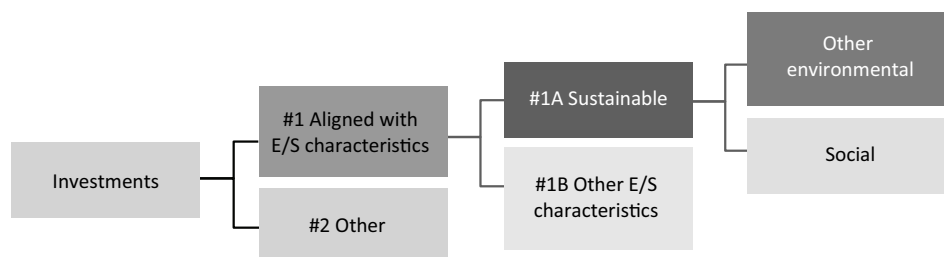 Investments
#1 Aligned with
E/S characteristics
#2 Other
#1A Sustainable
#1B Other E/S
characteristics
Other
environmental
Social